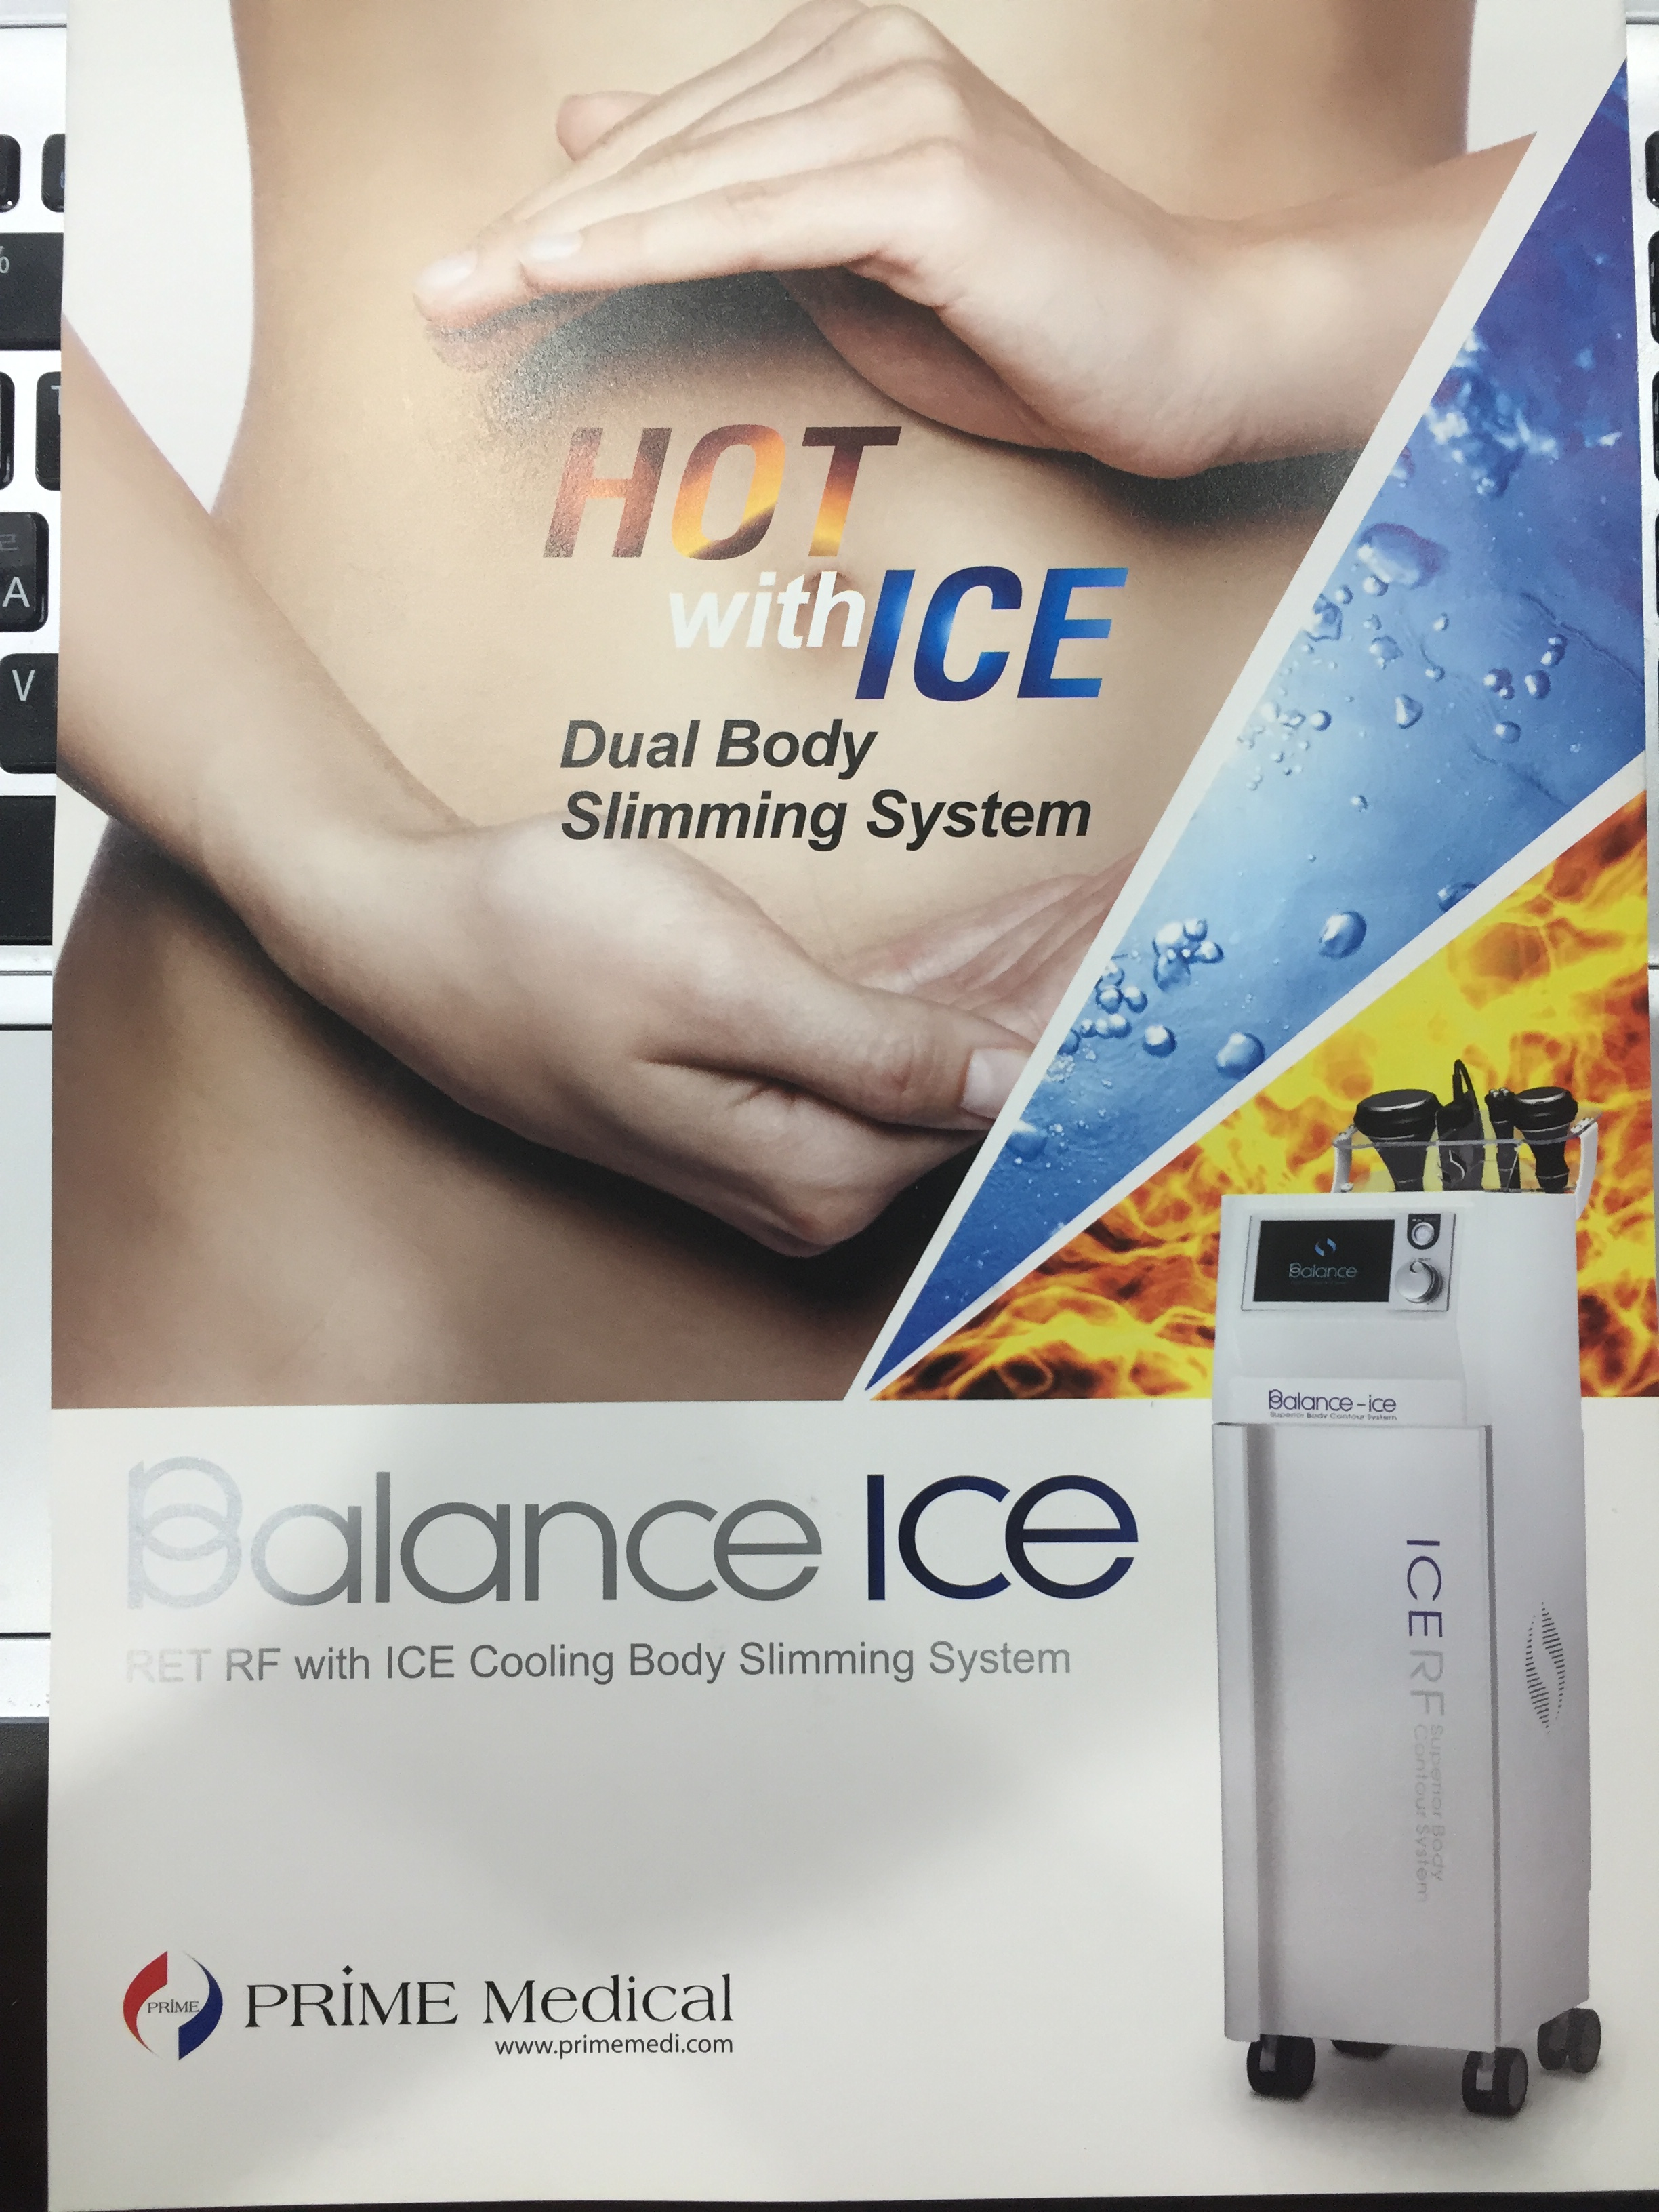 HOT
with ICE
Dual Body
Slimming System
Balance
Balance-ice
Superior Body Contour System
ICE RF Superior Body
Contour System
Balance ICe
RET RF with ICE Cooling Body Slimming System
PRIME
PRiME Medical
www.primemedi.com
%
A
V